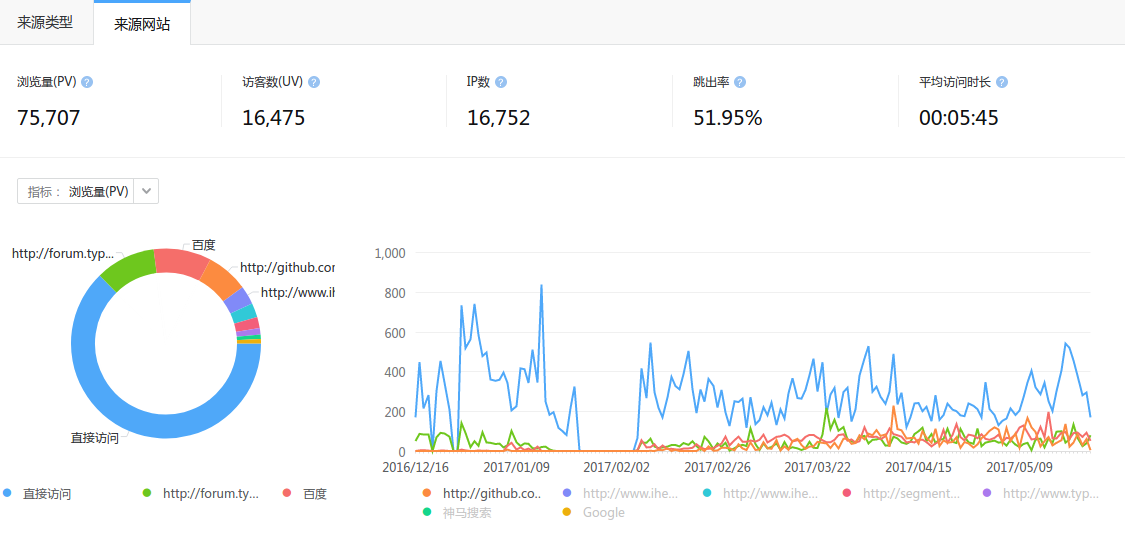 来源类型 来源网站
浏览量(PV) ? 访客数(UV) ? IP数 ? 跳出率 ? 平均访问时长 ?
75,707 16,475 16,752 51.95% 00:05:45
指标： 浏览量(PV)
百度
http://forum.typ...
http://github.cor
http://www.ih
直接访问
1,000
800
600
400
200
0
2016/12/16 2017/01/09 2017/02/02 2017/02/26 2017/03/22 2017/04/15 2017/05/09
直接访问 http://forum.ty... 百度 http://github.co.. http://www.ihe... http://www.ihe... http://segment... http://www.typ...
神马搜索 Google